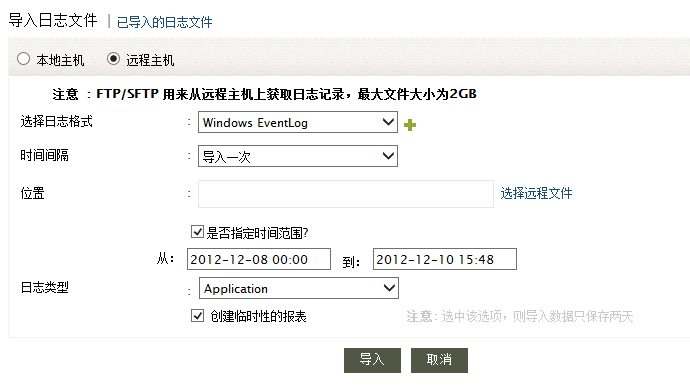 导入日志文件 | 已导入的日志文件
本地主机 远程主机
注意 : FTP/SFTP 用来从远程主机上获取日志记录，最大文件大小为2GB
选择日志格式 : Windows EventLog
时间间隔 : 导入一次
位置 : 选择远程文件
是否指定时间范围?
从: 2012-12-08 00:00 到: 2012-12-10 15:48
日志类型 : Application
创建临时性的报表 注意: 选中该选项，则导入数据只保存两天
导入 取消